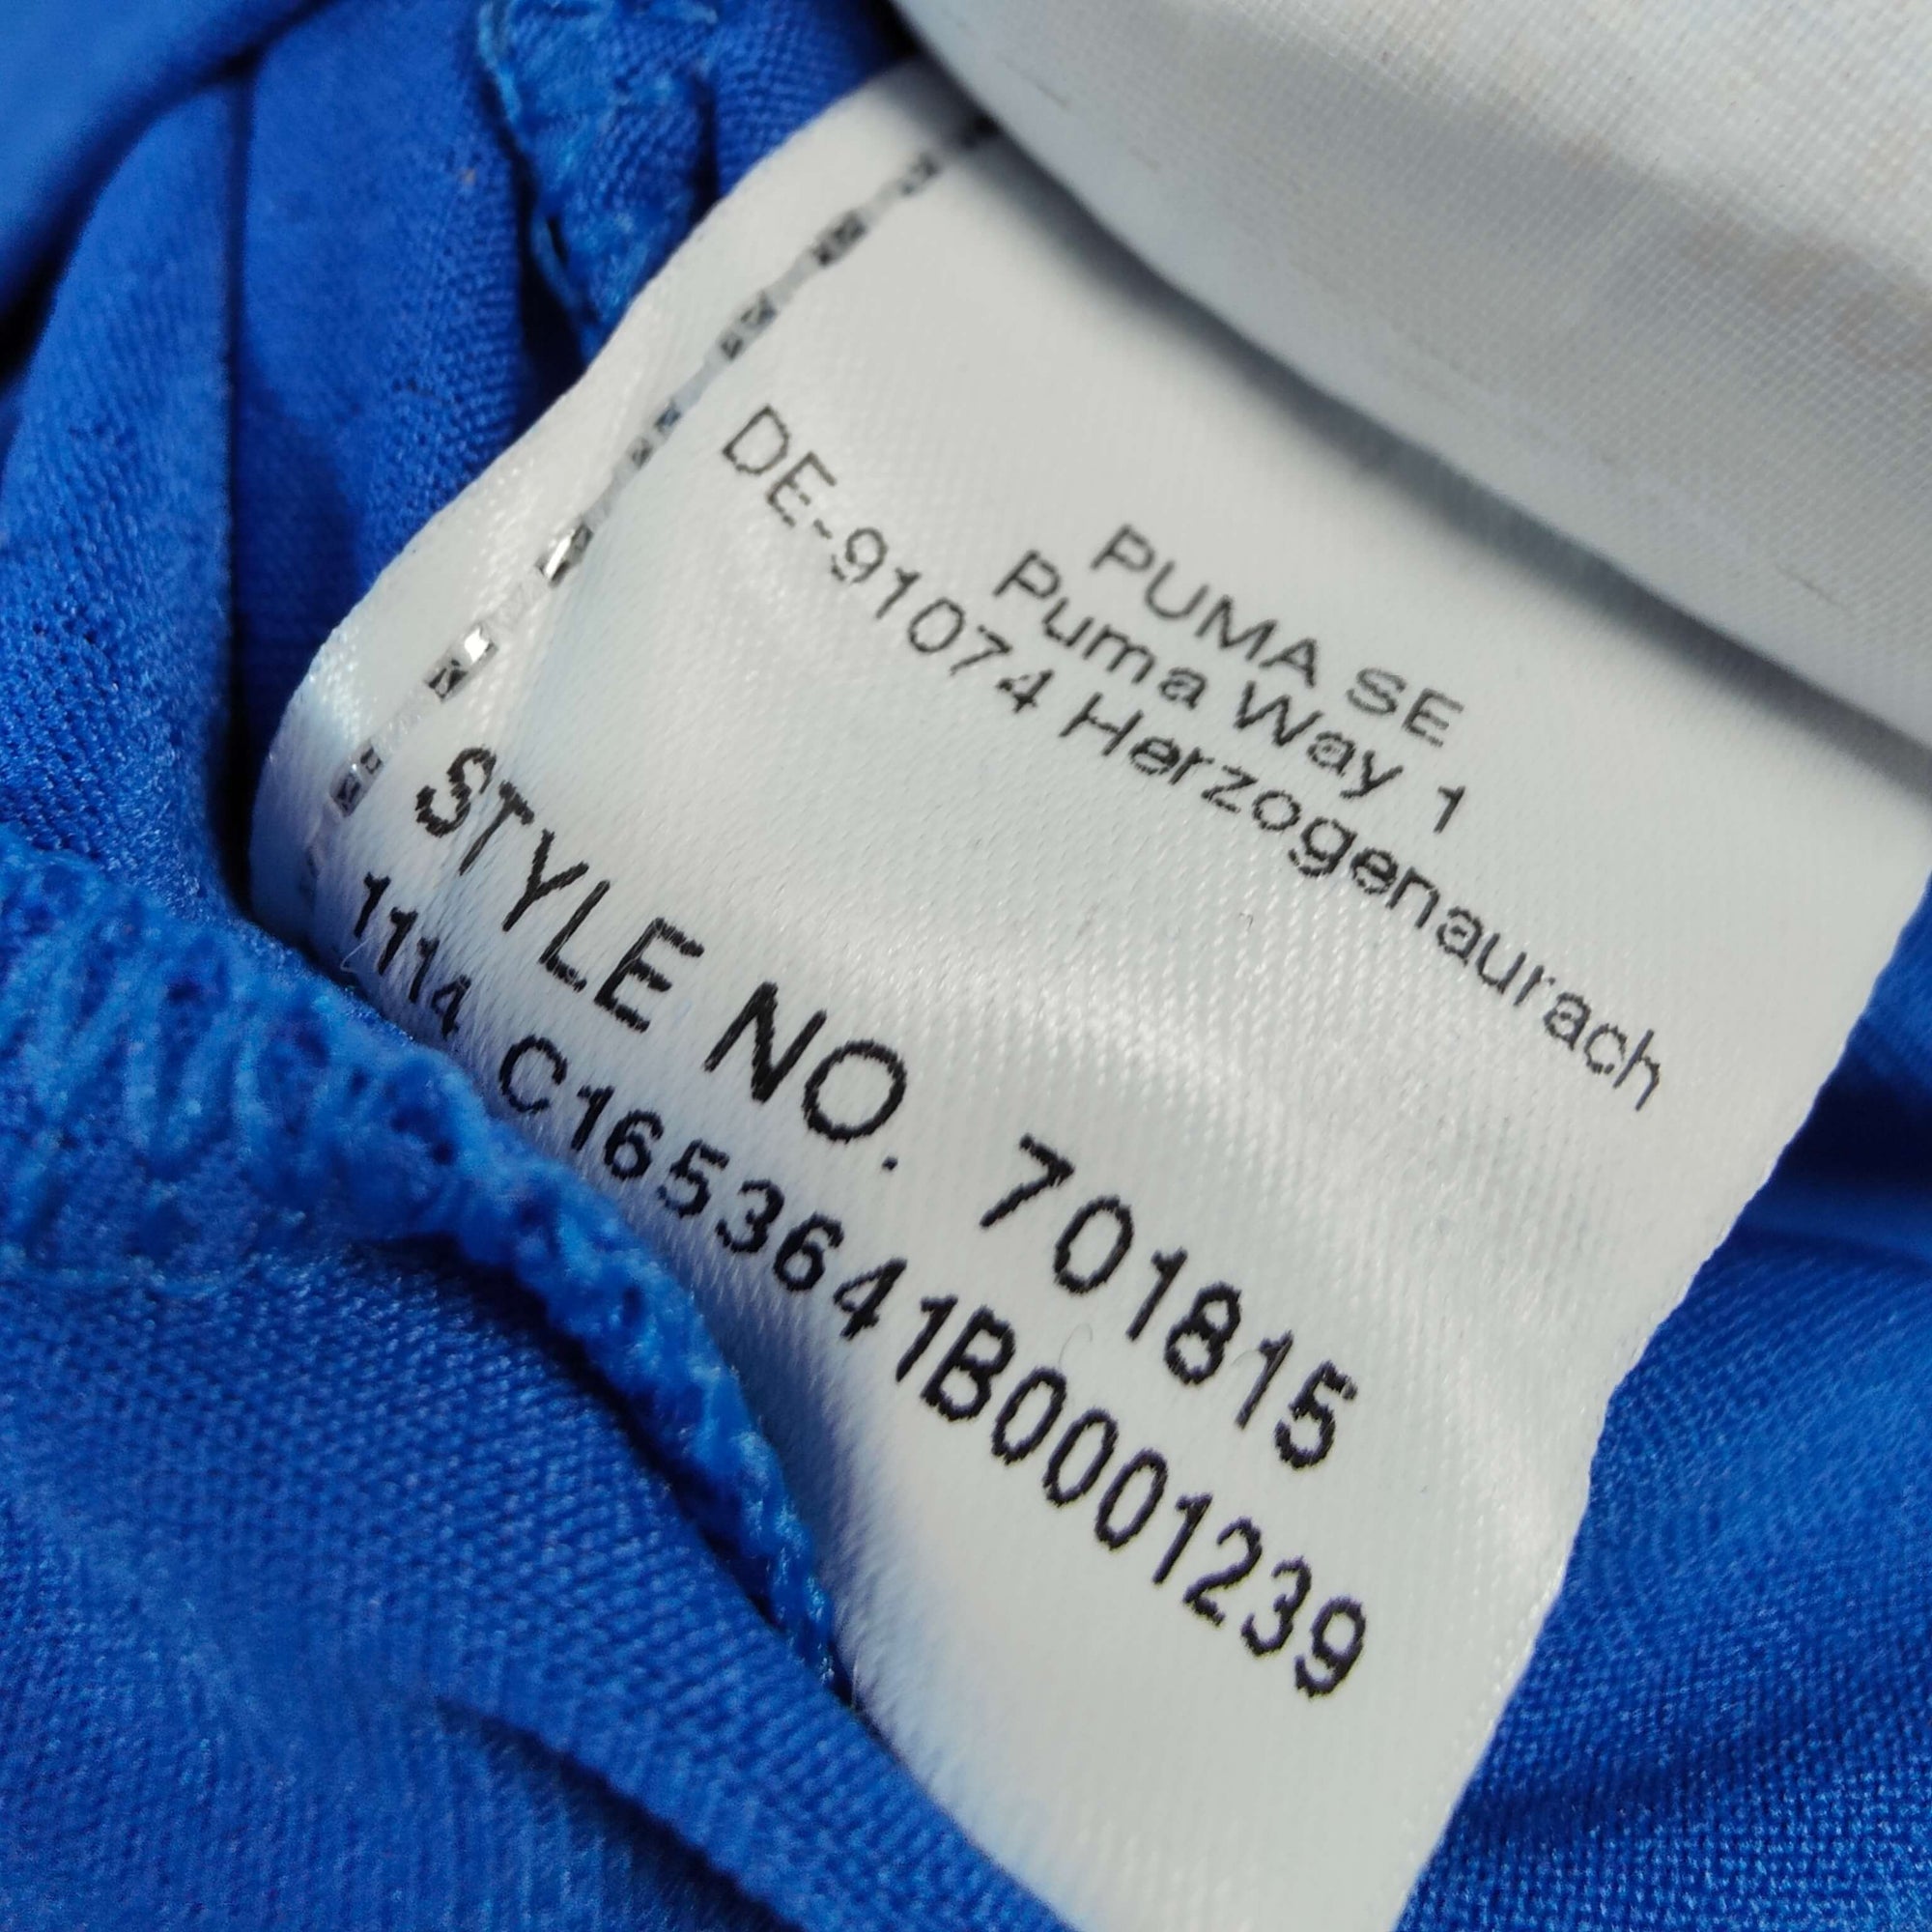 PUMA SE
Puma Way 1
DE-91074 Herzogenaurach
STYLE NO. 701815
1114 C1653641B0001239